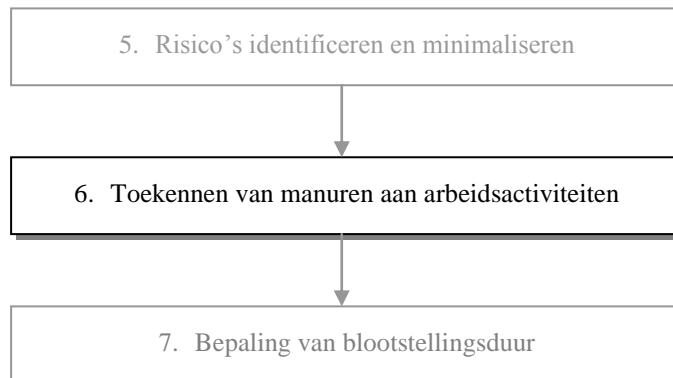 5. Risico’s identificeren en minimaliseren
6. Toekennen van manuren aan arbeidsactiviteiten
7. Bepaling van blootstellingsduur